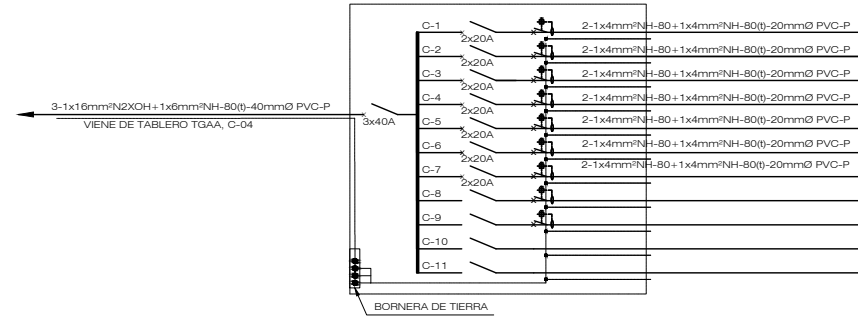 C-1
2x20A
2-1x4mm²NH-80+1x4mm²NH-80(t)-20mmØ PVC-P
C-2
2x20A
2-1x4mm²NH-80+1x4mm²NH-80(t)-20mmØ PVC-P
C-3
2x20A
2-1x4mm²NH-80+1x4mm²NH-80(t)-20mmØ PVC-P
C-4
2x20A
2-1x4mm²NH-80+1x4mm²NH-80(t)-20mmØ PVC-P
3-1x16mm²N2XOH+1x6mm²NH-80(t)-40mmØ PVC-P
3x40A
VIENE DE TABLERO TGAA, C-04
C-5
2x20A
2-1x4mm²NH-80+1x4mm²NH-80(t)-20mmØ PVC-P
C-6
2x20A
2-1x4mm²NH-80+1x4mm²NH-80(t)-20mmØ PVC-P
C-7
2x20A
2-1x4mm²NH-80+1x4mm²NH-80(t)-20mmØ PVC-P
C-8
C-9
C-10
C-11
BORNERA DE TIERRA